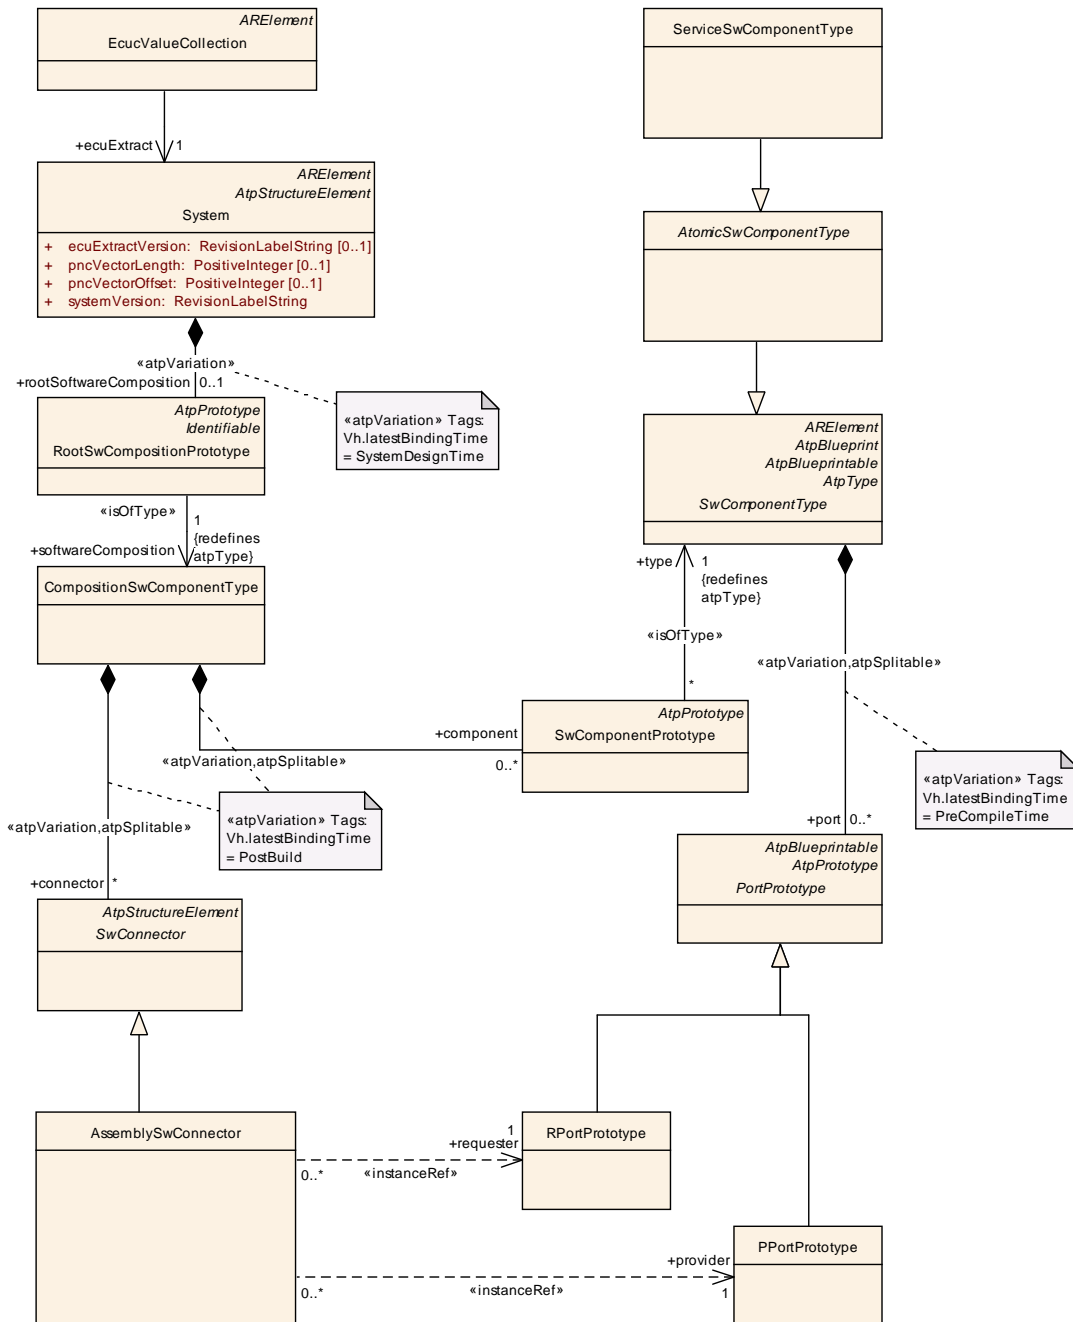 ARElement
EcucValueCollection
ServiceSwComponentType
+ecuExtract 1
ARElement
AtpStructureElement
System
+ ecuExtractVersion: RevisionLabelString [0..1]
+ pncVectorLength: PositiveInteger [0..1]
+ pncVectorOffset: PositiveInteger [0..1]
+ systemVersion: RevisionLabelString
AtomicSwComponentType
«atpVariation»
+rootSoftwareComposition 0..1
«atpVariation» Tags:
Vh.latestBindingTime
= SystemDesignTime
AtpPrototype
Identifiable
RootSwCompositionPrototype
ARElement
AtpBlueprint
AtpBlueprintable
AtpType
SwComponentType
«isOfType»
1
{redefines
atpType}
+softwareComposition
CompositionSwComponentType
+type
1
{redefines
atpType}
«isOfType»
*
«atpVariation,atpSplitable»
AtpPrototype
SwComponentPrototype
+component
0..*
«atpVariation,atpSplitable»
«atpVariation» Tags:
Vh.latestBindingTime
= PreCompileTime
«atpVariation,atpSplitable»
«atpVariation» Tags:
Vh.latestBindingTime
= PostBuild
+port 0..*
AtpBlueprintable
AtpPrototype
PortPrototype
+connector *
AtpStructureElement
SwConnector
AssemblySwConnector
1
+requester
0..*
«instanceRef»
RPortPrototype
+provider
0..*
«instanceRef»
1
PPortPrototype